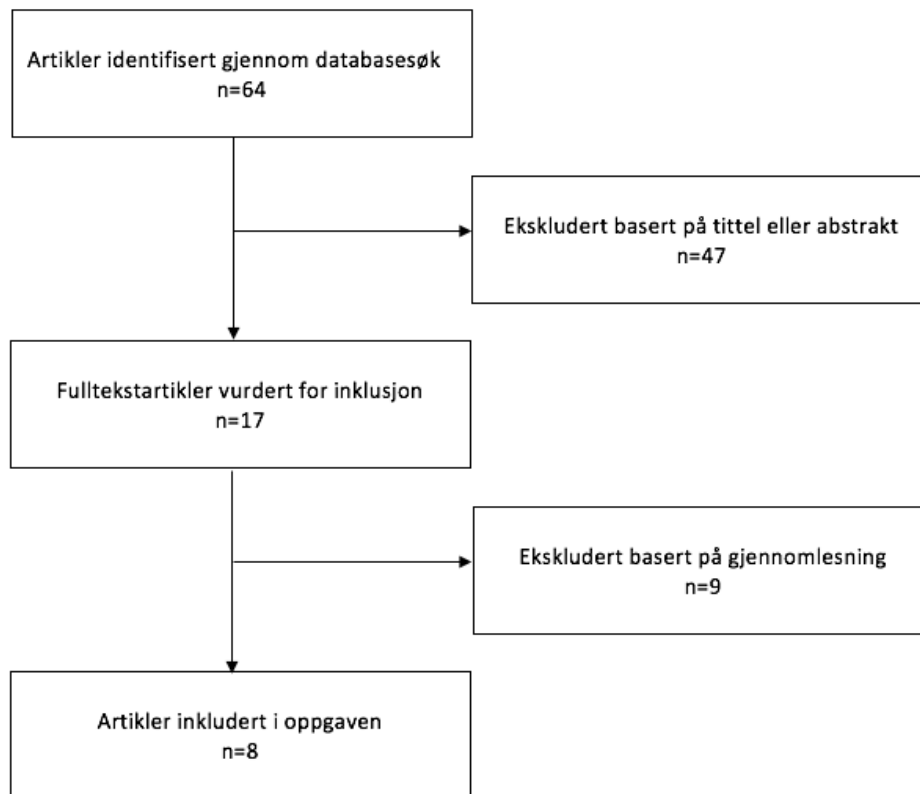 Artikler identifisert gjennom databasesøk
n=64
Ekskludert basert på tittel eller abstrakt
n=47
Fulltekstartikler vurdert for inklusjon
n=17
Ekskludert basert på gjennomlesning
n=9
Artikler inkludert i oppgaven
n=8